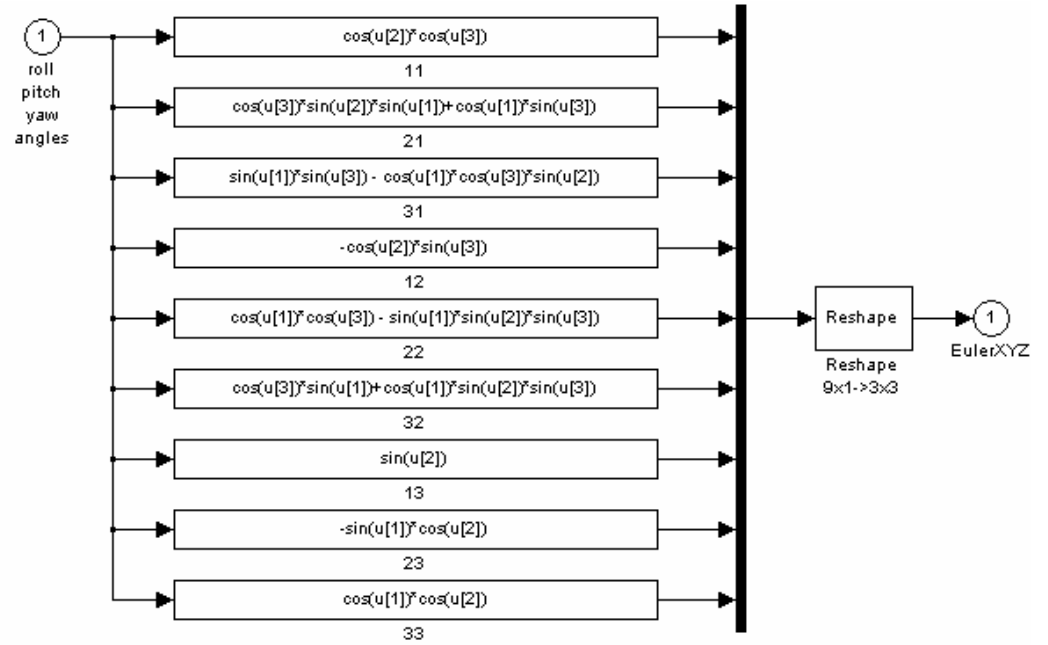 1
roll
pitch
yaw
angles
cos(u[2])*cos(u[3])
11
cos(u[3])*sin(u[2])*sin(u[1])+cos(u[1])*sin(u[3])
21
sin(u[1])*sin(u[3]) - cos(u[1])*cos(u[3])*sin(u[2])
31
-cos(u[2])*sin(u[3])
12
cos(u[1])*cos(u[3]) - sin(u[1])*sin(u[2])*sin(u[3])
22
cos(u[3])*sin(u[1])+cos(u[1])*sin(u[2])*sin(u[3])
32
sin(u[2])
13
-sin(u[1])*cos(u[2])
23
cos(u[1])*cos(u[2])
33
Reshape
Reshape
9x1->3x3
1
EulerXYZ